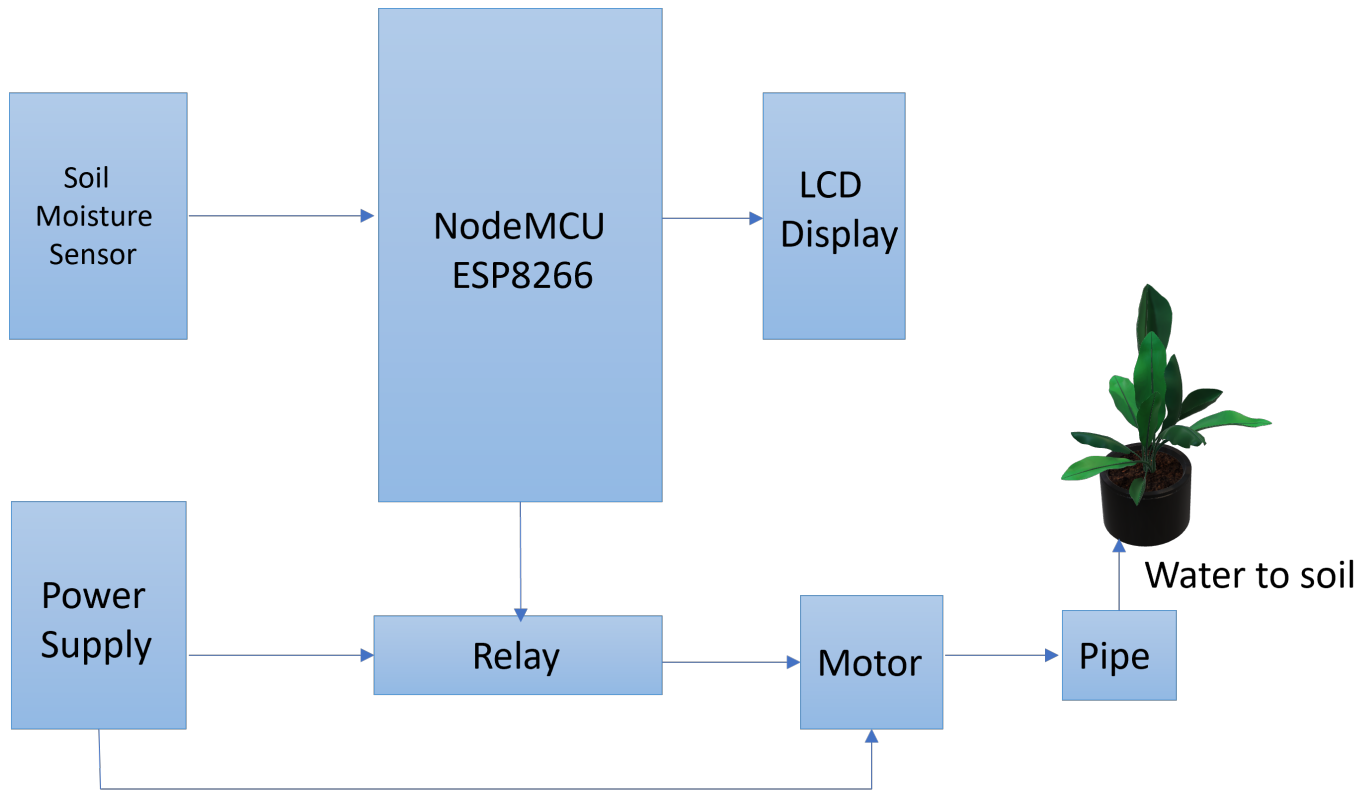 Soil
Moisture
Sensor
NodeMCU
ESP8266
LCD
Display
Power
Supply
Relay
Motor
Pipe
Water to soil